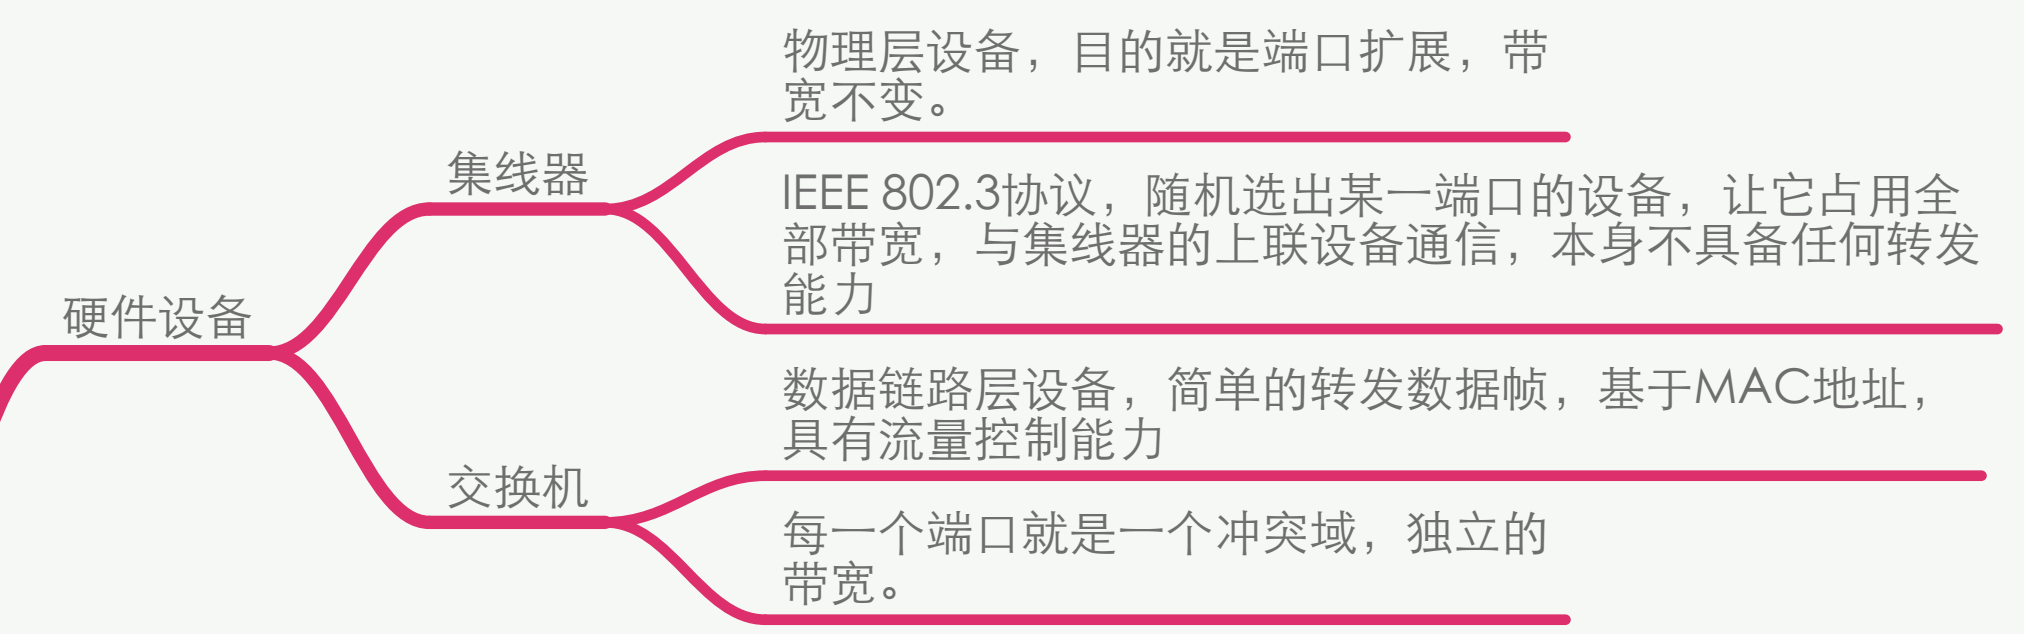 硬件设备
集线器
物理层设备，目的就是端口扩展，带
宽不变。
IEEE 802.3协议，随机选出某一端口的设备，让它占用全
部带宽，与集线器的上联设备通信，本身不具备任何转发
能力
交换机
数据链路层设备，简单的转发数据帧，基于MAC地址，
具有流量控制能力
每一个端口就是一个冲突域，独立的
带宽。